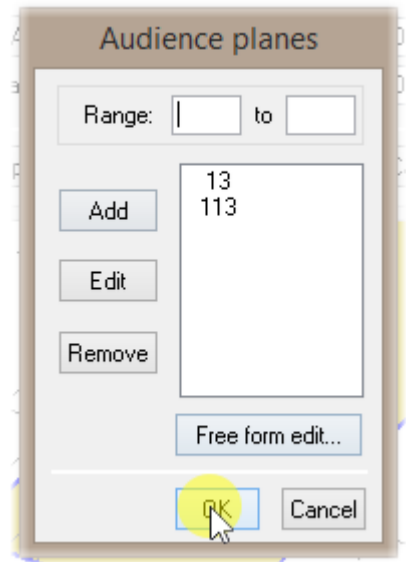 Audience planes
Range: to
13
113
Add
Edit
Remove
Free form edit...
OK Cancel